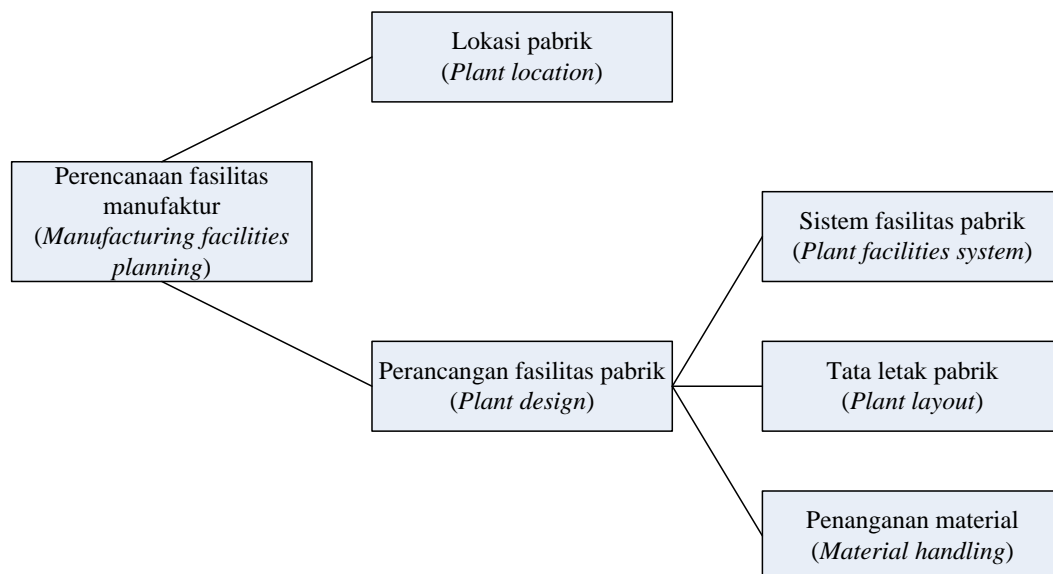 Lokasi pabrik
(Plant location)
Perencanaan fasilitas
manufaktur
(Manufacturing facilities
planning)
Sistem fasilitas pabrik
(Plant facilities system)
Perancangan fasilitas pabrik
(Plant design)
Tata letak pabrik
(Plant layout)
Penanganan material
(Material handling)